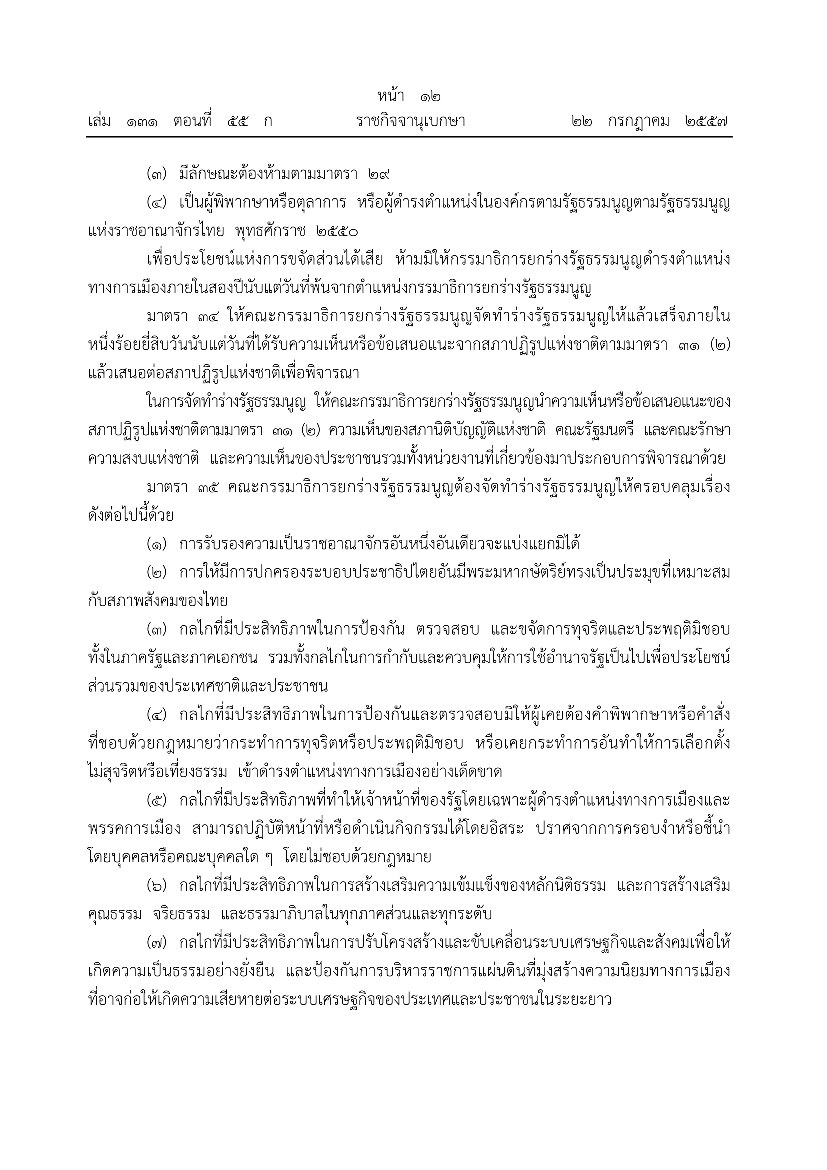 หน้า ๑๒
เล่ม ๑๓๑ ตอนที่ ๕๕ ก ราชกิจจานุเบกษา ๒๒ กรกฎาคม ๒๕๕๗
(๓) มีลักษณะต้องห้ามตามมาตรา ๒๙
(๔) เป็นผู้พิพากษาหรือตุลาการ หรือผู้ดำรงตำแหน่งในองค์กรตามรัฐธรรมนูญตามรัฐธรรมนูญ
แห่งราชอาณาจักรไทย พุทธศักราช ๒๕๕๐
เพื่อประโยชน์แห่งการขจัดส่วนได้เสีย ห้ามมิให้กรรมาธิการยกร่างรัฐธรรมนูญดำรงตำแหน่ง
ทางการเมืองภายในสองปีนับแต่วันที่พ้นจากตำแหน่งกรรมาธิการยกร่างรัฐธรรมนูญ
มาตรา ๓๔ ให้คณะกรรมาธิการยกร่างรัฐธรรมนูญจัดทำร่างรัฐธรรมนูญให้แล้วเสร็จภายใน
หนึ่งร้อยยี่สิบวันนับแต่วันที่ได้รับความเห็นหรือข้อเสนอแนะจากสภาปฏิรูปแห่งชาติตามมาตรา ๓๑ (๒)
แล้วเสนอต่อสภาปฏิรูปแห่งชาติเพื่อพิจารณา
ในการจัดทำร่างรัฐธรรมนูญ ให้คณะกรรมาธิการยกร่างรัฐธรรมนูญนำความเห็นหรือข้อเสนอแนะของ
สภาปฏิรูปแห่งชาติตามมาตรา ๓๑ (๒) ความเห็นของสภานิติบัญญัติแห่งชาติ คณะรัฐมนตรี และคณะรักษา
ความสงบแห่งชาติ และความเห็นของประชาชนรวมทั้งหน่วยงานที่เกี่ยวข้องมาประกอบการพิจารณาด้วย
มาตรา ๓๕ คณะกรรมาธิการยกร่างรัฐธรรมนูญต้องจัดทำร่างรัฐธรรมนูญให้ครอบคลุมเรื่อง
ดังต่อไปนี้ด้วย
(๑) การรับรองความเป็นราชอาณาจักรอันหนึ่งอันเดียวจะแบ่งแยกมิได้
(๒) การให้มีการปกครองระบอบประชาธิปไตยอันมีพระมหากษัตริย์ทรงเป็นประมุขที่เหมาะสม
กับสภาพสังคมของไทย
(๓) กลไกที่มีประสิทธิภาพในการป้องกัน ตรวจสอบ และขจัดการทุจริตและประพฤติมิชอบ
ทั้งในภาครัฐและภาคเอกชน รวมทั้งกลไกในการกำกับและควบคุมให้การใช้อำนาจรัฐเป็นไปเพื่อประโยชน์
ส่วนรวมของประเทศชาติและประชาชน
(๔) กลไกที่มีประสิทธิภาพในการป้องกันและตรวจสอบมิให้ผู้เคยต้องคำพิพากษาหรือคำสั่ง
ที่ชอบด้วยกฎหมายว่ากระทำการทุจริตหรือประพฤติมิชอบ หรือเคยกระทำการอันทำให้การเลือกตั้ง
ไม่สุจริตหรือเที่ยงธรรม เข้าดำรงตำแหน่งทางการเมืองอย่างเด็ดขาด
(๕) กลไกที่มีประสิทธิภาพที่ทำให้เจ้าหน้าที่ของรัฐโดยเฉพาะผู้ดำรงตำแหน่งทางการเมืองและ
พรรคการเมือง สามารถปฏิบัติหน้าที่หรือดำเนินกิจกรรมได้โดยอิสระ ปราศจากการครอบงำหรือชี้นำ
โดยบุคคลหรือคณะบุคคลใด ๆ โดยไม่ชอบด้วยกฎหมาย
(๖) กลไกที่มีประสิทธิภาพในการสร้างเสริมความเข้มแข็งของหลักนิติธรรม และการสร้างเสริม
คุณธรรม จริยธรรม และธรรมาภิบาลในทุกภาคส่วนและทุกระดับ
(๗) กลไกที่มีประสิทธิภาพในการปรับโครงสร้างและขับเคลื่อนระบบเศรษฐกิจและสังคมเพื่อให้
เกิดความเป็นธรรมอย่างยั่งยืน และป้องกันการบริหารราชการแผ่นดินที่มุ่งสร้างความนิยมทางการเมือง
ที่อาจก่อให้เกิดความเสียหายต่อระบบเศรษฐกิจของประเทศและประชาชนในระยะยาว